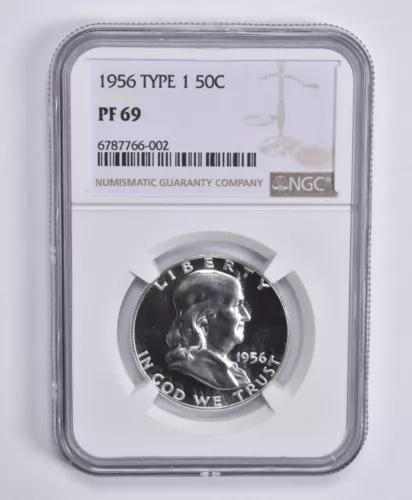 1956 TYPE 1 50C
PF 69
6787766-002
NUMISMATIC GUARANTY COMPANY
NGC
LIBERTY
1956
IN GOD WE TRUST